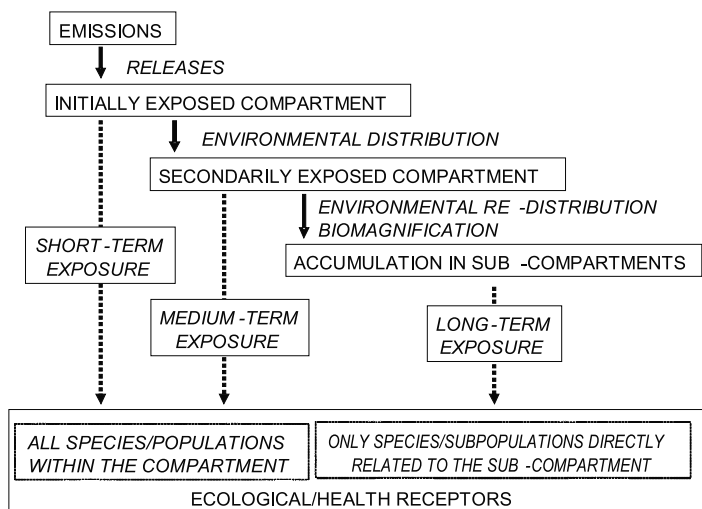 EMISSIONS
RELEASES
INITIALLY EXPOSED COMPARTMENT
ENVIRONMENTAL DISTRIBUTION
SECONDARILY EXPOSED COMPARTMENT
ENVIRONMENTAL RE -DISTRIBUTION
BIOMAGNIFICATION
SHORT -TERM
EXPOSURE
ACCUMULATION IN SUB -COMPARTMENTS
MEDIUM -TERM
EXPOSURE
LONG-TERM
EXPOSURE
ALL SPECIES/POPULATIONS
WITHIN THE COMPARTMENT
ONLY SPECIES/SUBPOPULATIONS DIRECTLY
RELATED TO THE SUB -COMPARTMENT
ECOLOGICAL/HEALTH RECEPTORS